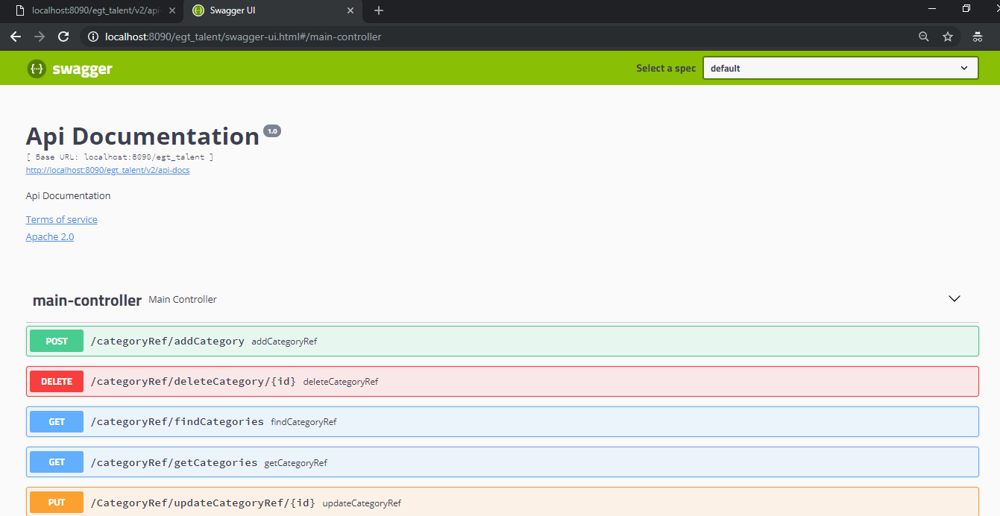 localhost:8090/egt_talent/v2/api- Swagger UI
localhost:8090/egt_talent/swagger-ui.html#/main-controller
{...} swagger Select a spec default
Api Documentation 1.0
[ Base URL: localhost:8090/egt_talent ]
http://localhost:8090/egt_talent/v2/api-docs
Api Documentation
Terms of service
Apache 2.0
main-controller Main Controller
POST /categoryRef/addCategory addCategoryRef
DELETE /categoryRef/deleteCategory/{id} deleteCategoryRef
GET /categoryRef/findCategories findCategoryRef
GET /categoryRef/getCategories getCategoryRef
PUT /CategoryRef/updateCategoryRef/{id} updateCategoryRef